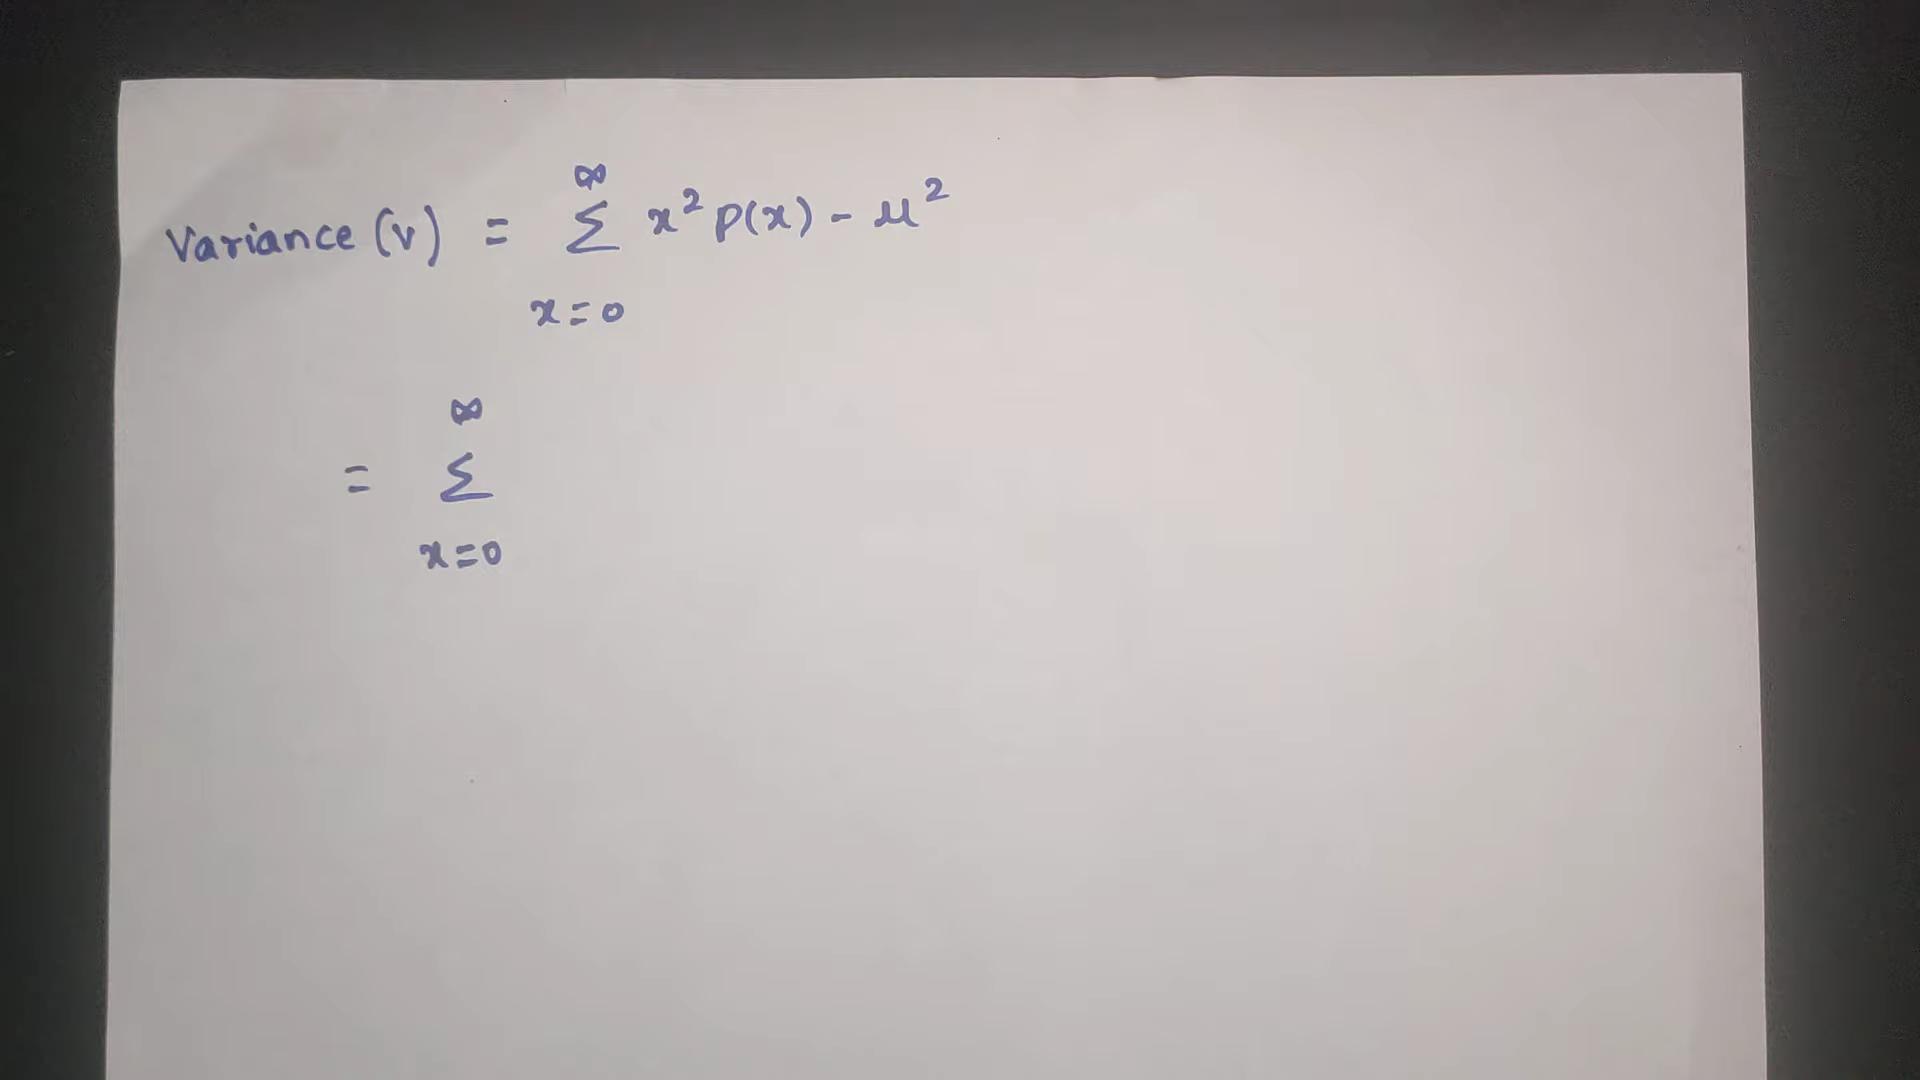 ∞
Variance (v) = Σ x² p(x) - μ²
x=0
∞
= Σ
x=0